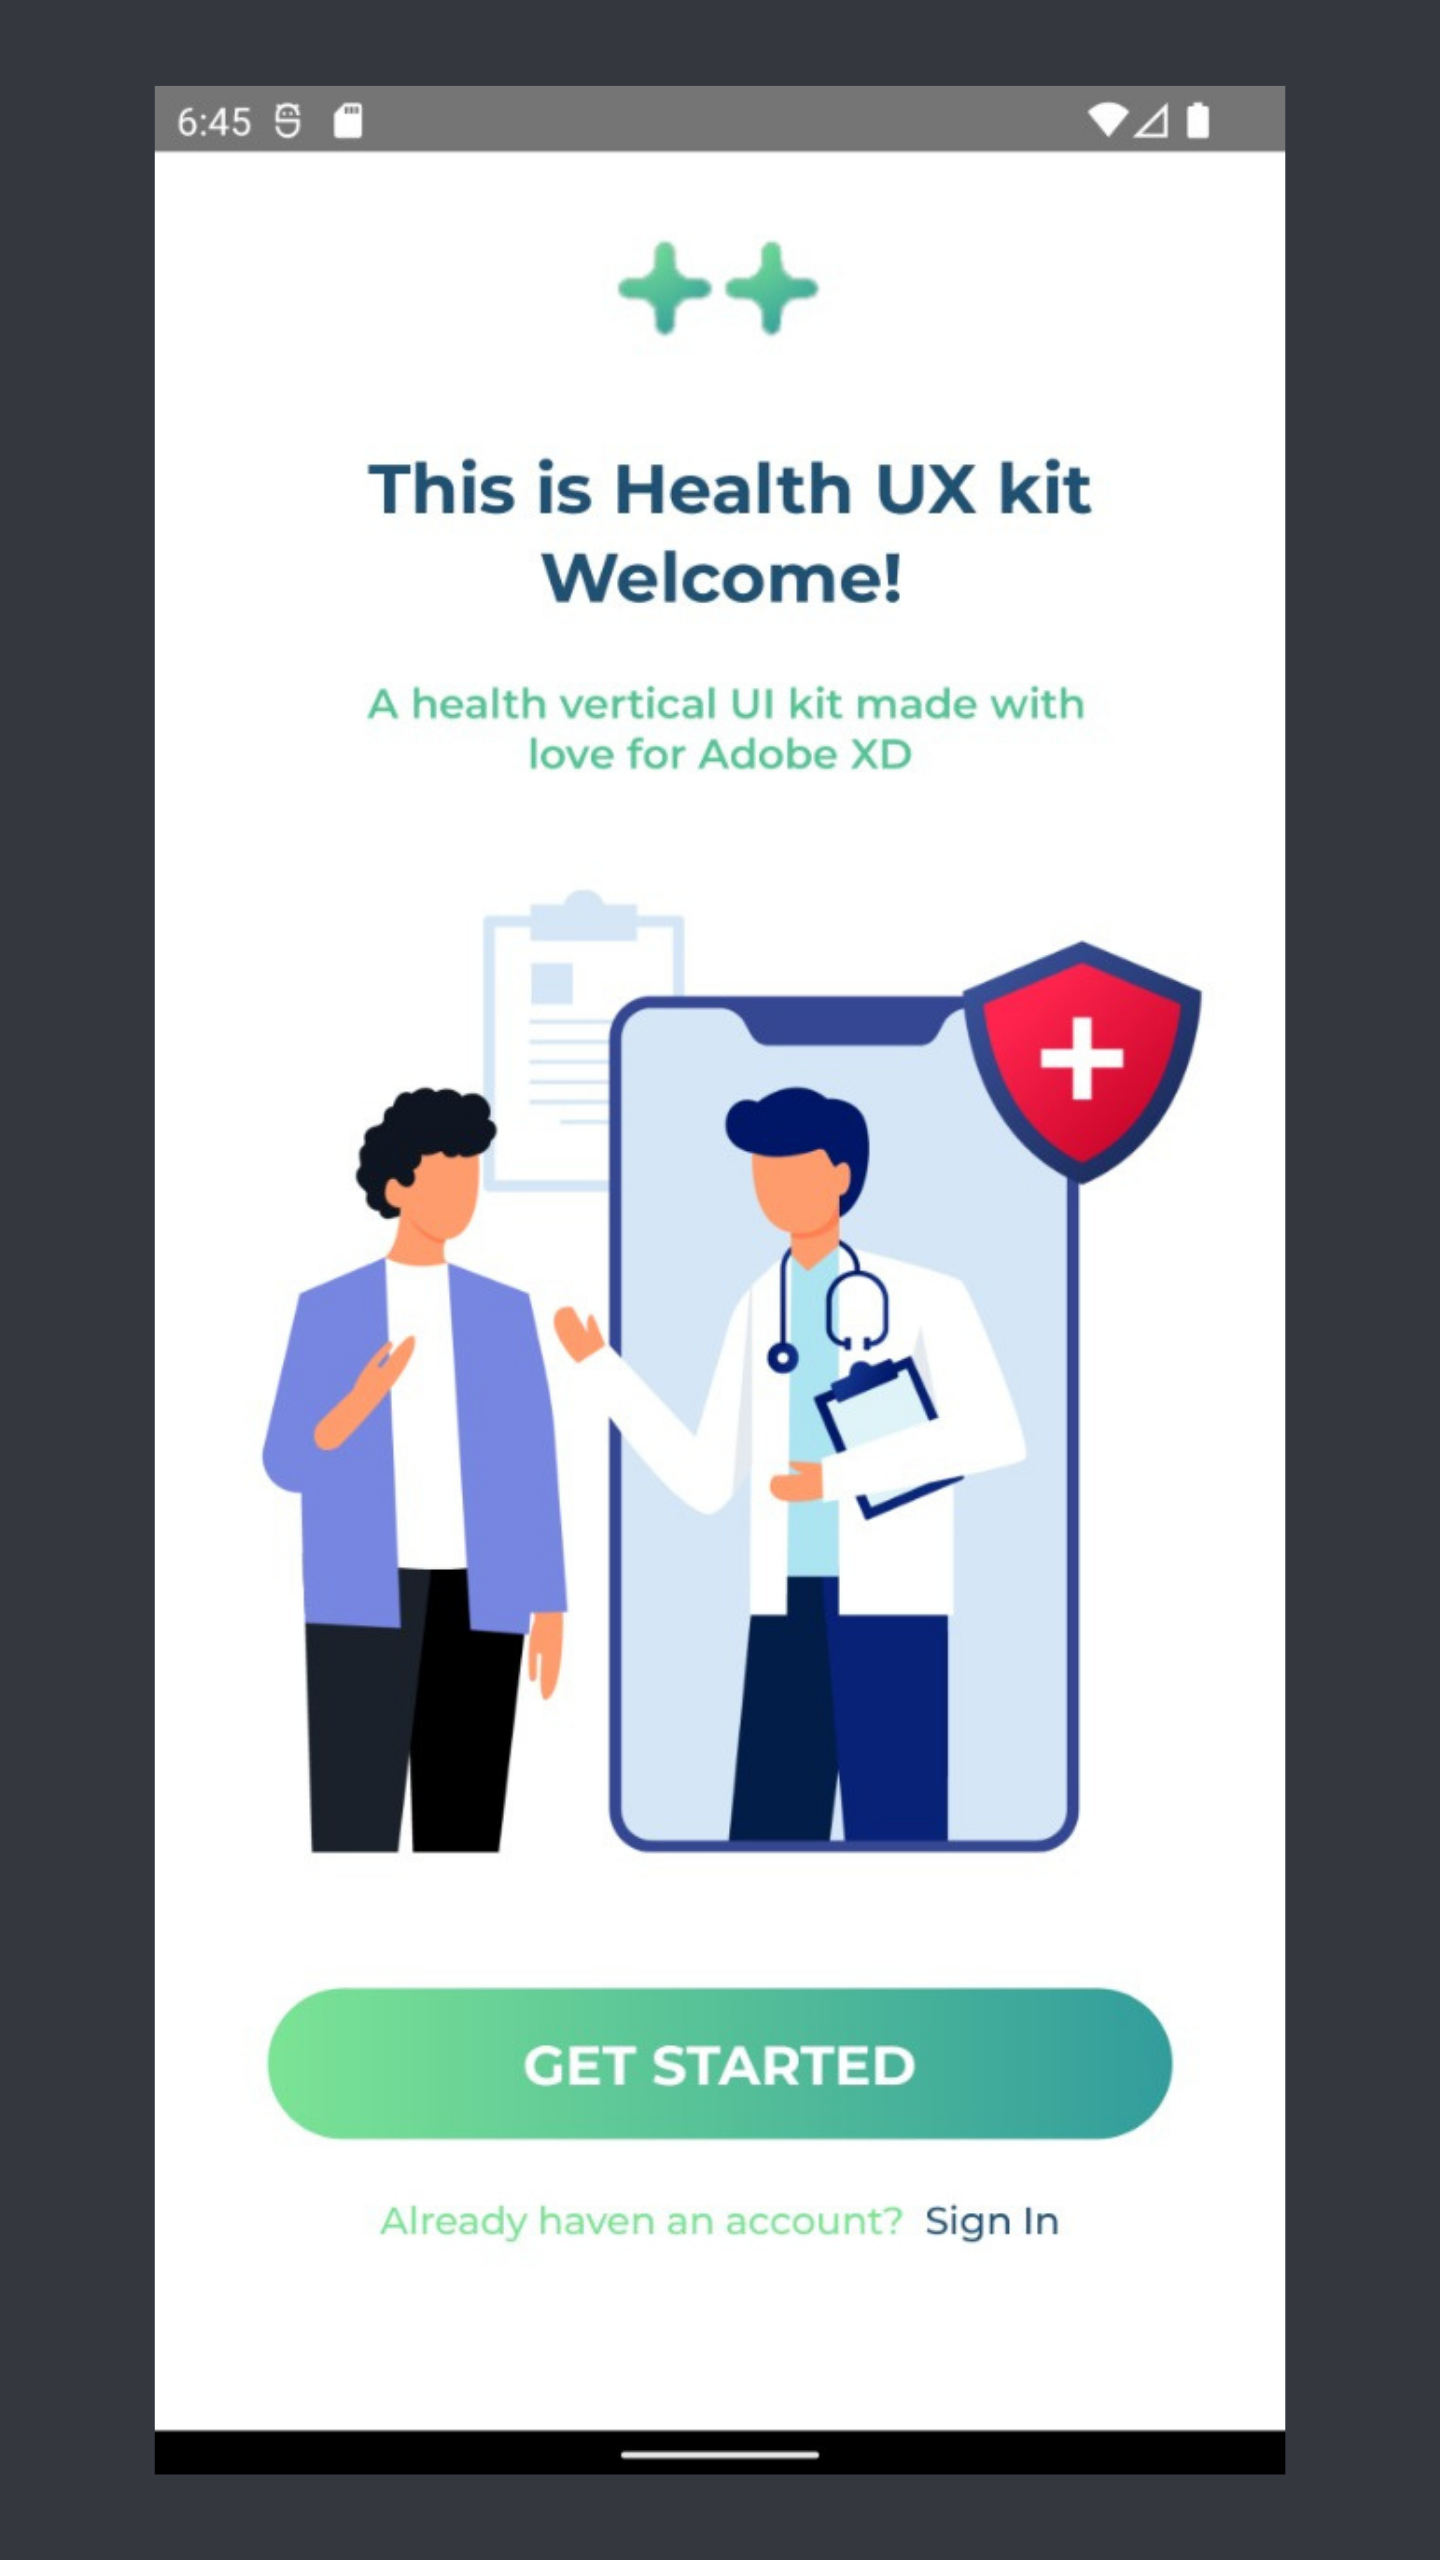 6:45
This is Health UX kit
Welcome!
A health vertical UI kit made with
love for Adobe XD
GET STARTED
Already haven an account? Sign In